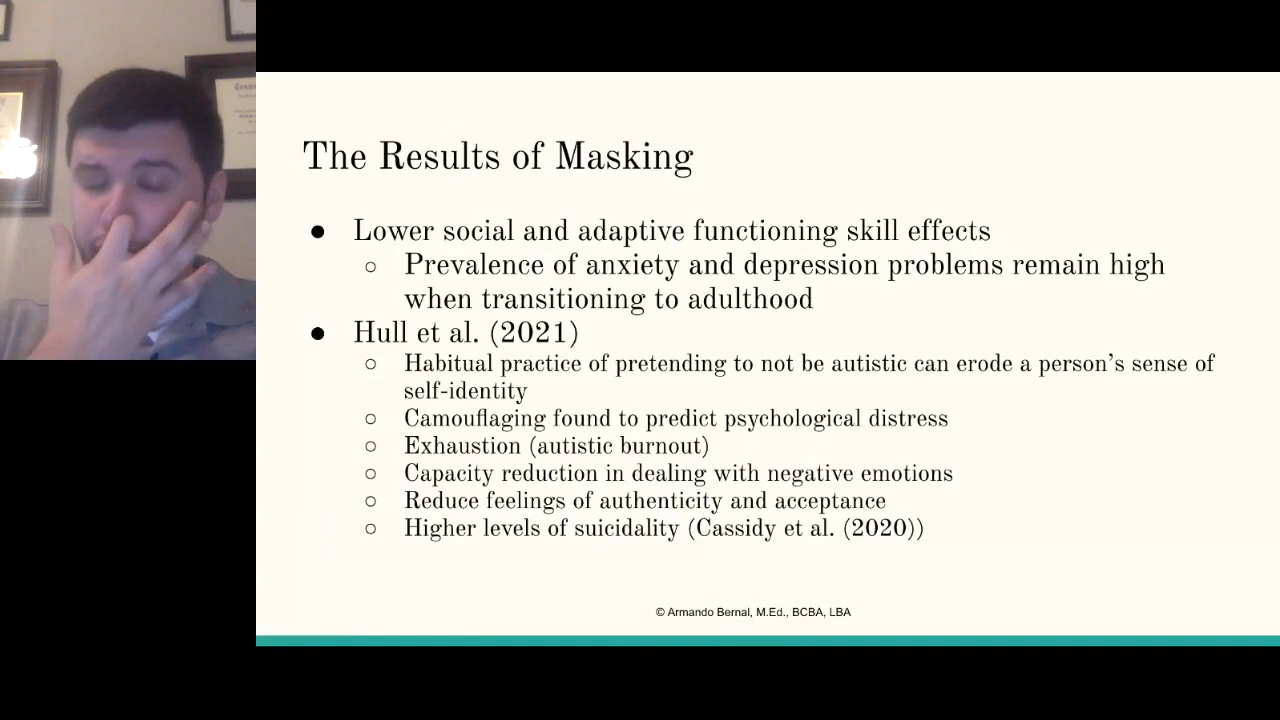 The Results of Masking
● Lower social and adaptive functioning skill effects
○ Prevalence of anxiety and depression problems remain high
when transitioning to adulthood
● Hull et al. (2021)
○ Habitual practice of pretending to not be autistic can erode a person’s sense of
self-identity
○ Camouflaging found to predict psychological distress
○ Exhaustion (autistic burnout)
○ Capacity reduction in dealing with negative emotions
○ Reduce feelings of authenticity and acceptance
○ Higher levels of suicidality (Cassidy et al. (2020))
© Armando Bernal, M.Ed., BCBA, LBA